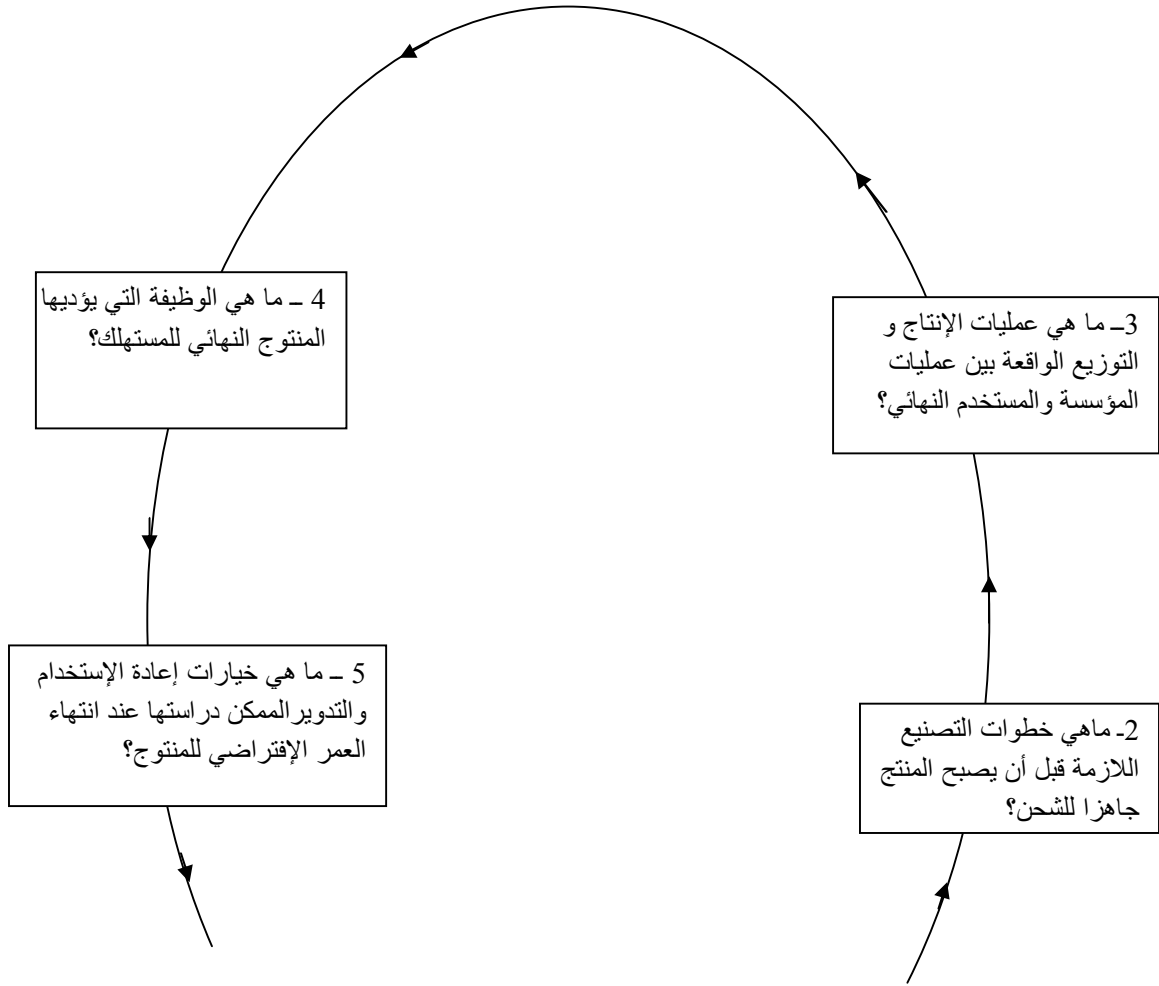 4 – ما هي الوظيفة التي يؤديها
المنتوج النهائي للمستهلك؟
3– ما هي عمليات الإنتاج و
التوزيع الواقعة بين عمليات
المؤسسة والمستخدم النهائي؟
5 – ما هي خيارات إعادة الإستخدام
والتدويرالممكن دراستها عند انتهاء
العمر الإفتراضي للمنتوج؟
2- ماهي خطوات التصنيع
اللازمة قبل أن يصبح المنتج
جاهزا للشحن؟